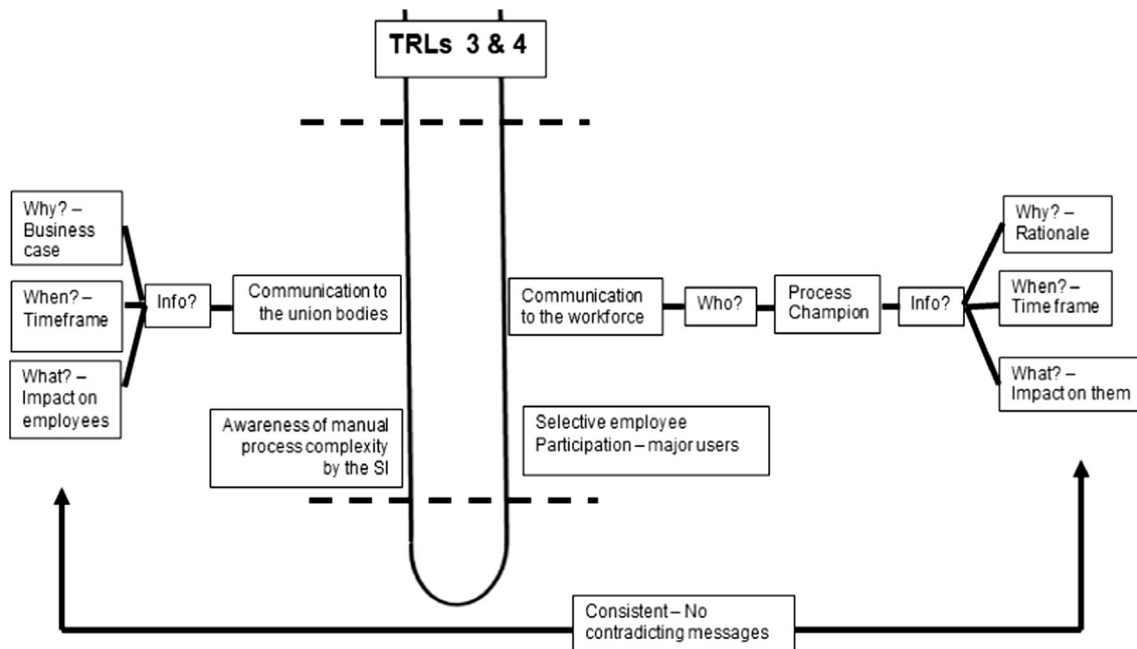 TRLs 3 & 4
Why? –
Business
case
When? –
Timeframe
What? –
Impact on
employees
Info?
Communication to
the union bodies
Communication
to the workforce
Who?
Process
Champion
Info?
Why? –
Rationale
When? –
Time frame
What? –
Impact on them
Awareness of manual
process complexity
by the SI
Selective employee
Participation – major users
Consistent – No
contradicting messages